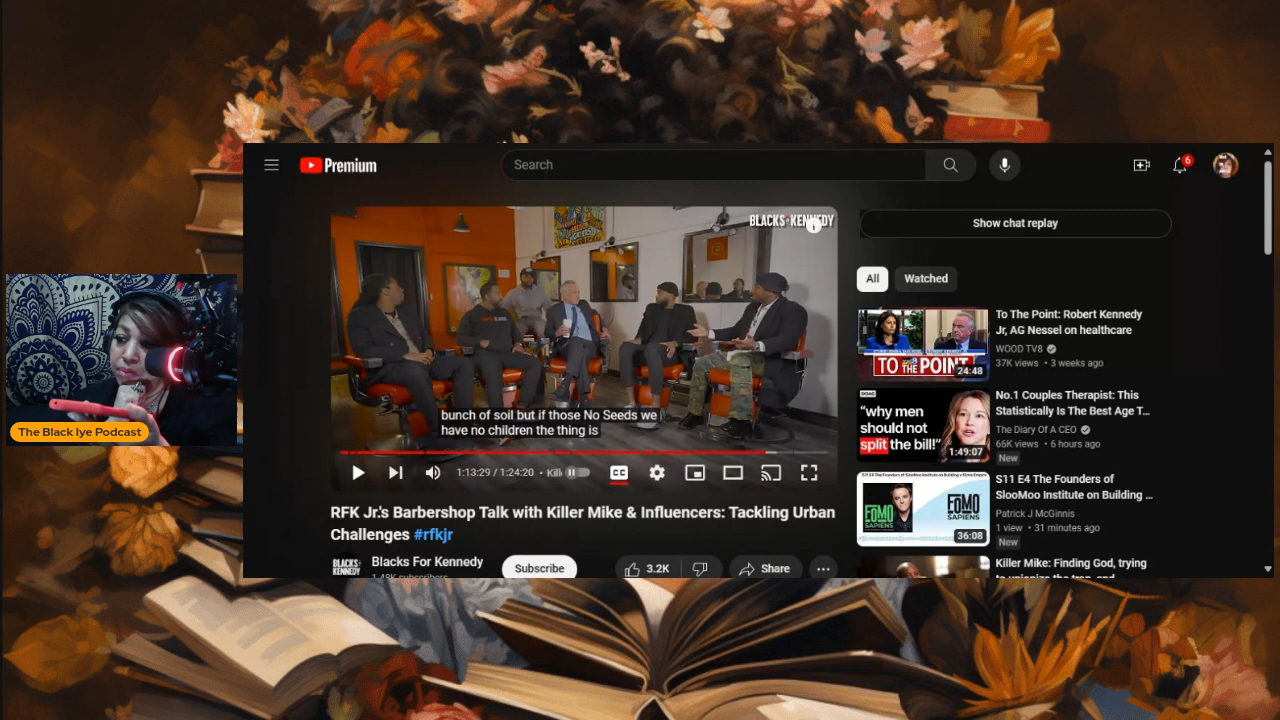 Premium
Search
6
BLACKS★KENNEDY
bunch of soil but if those No Seeds we
have no children the thing is
1:13:29 / 1:24:20 • Kill
CC
RFK Jr.'s Barbershop Talk with Killer Mike & Influencers: Tackling Urban
Challenges #rfkjr
BLACKS★
KENNEDY
Blacks For Kennedy
Subscribe
3.2K
Share
Show chat replay
All
Watched
TO THE POINT
24:48
To The Point: Robert Kennedy
Jr, AG Nessel on healthcare
WOOD TV8
37K views • 3 weeks ago
"why men
should not
split the bill!"
1:49:07
No.1 Couples Therapist: This
Statistically Is The Best Age T...
The Diary Of A CEO
66K views • 6 hours ago
New
FOMO
SAPIENS
FOMO
SAPIENS
36:08
S11 E4 The Founders of
SlooMoo Institute on Building ...
Patrick J McGinnis
1 view • 31 minutes ago
New
Killer Mike: Finding God, trying
The Black Iye Podcast